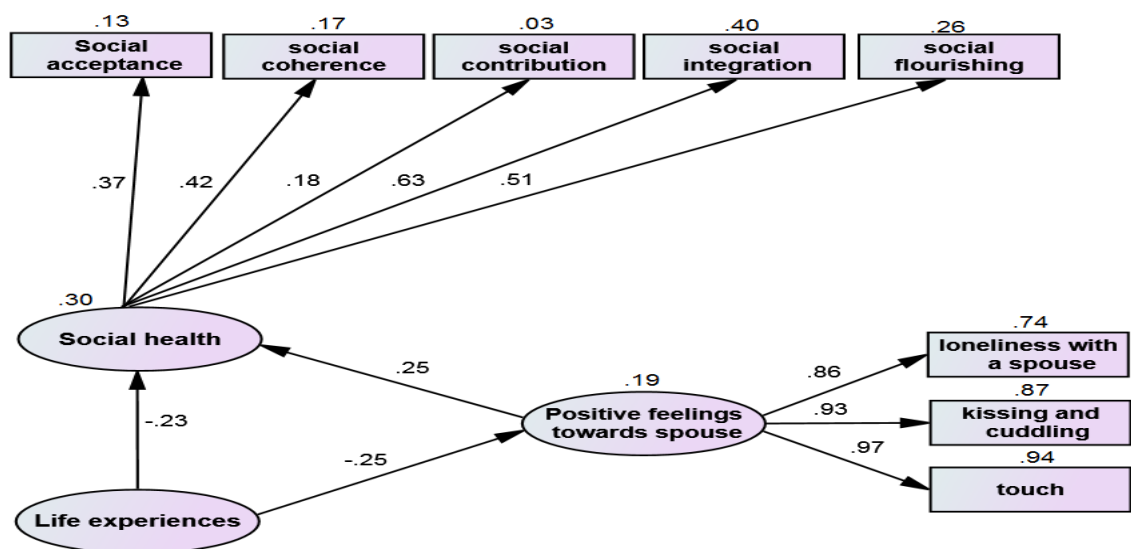 .13
.17
.03
.40
.26
Social
acceptance
social
coherence
social
contribution
social
integration
social
flourishing
.37
.42
.18
.63
.51
.30
Social health
.25
-.23
-.25
.19
Positive feelings
towards spouse
.86
.93
.97
.74
loneliness with
a spouse
.87
kissing and
cuddling
.94
touch
Life experiences